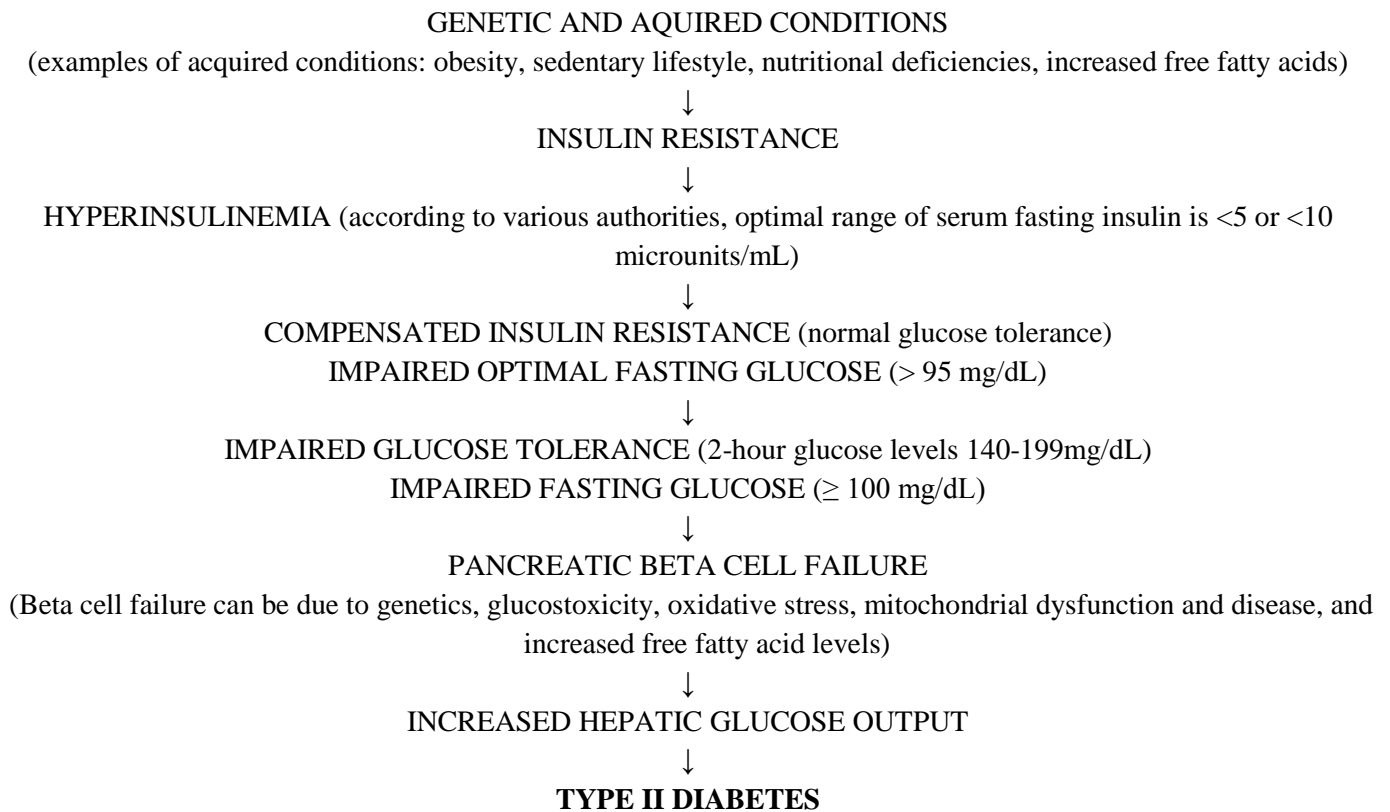 GENETIC AND AQUIRED CONDITIONS
(examples of acquired conditions: obesity, sedentary lifestyle, nutritional deficiencies, increased free fatty acids)
↓
INSULIN RESISTANCE
↓
HYPERINSULINEMIA (according to various authorities, optimal range of serum fasting insulin is <5 or <10
microunits/mL)
↓
COMPENSATED INSULIN RESISTANCE (normal glucose tolerance)
IMPAIRED OPTIMAL FASTING GLUCOSE (> 95 mg/dL)
↓
IMPAIRED GLUCOSE TOLERANCE (2-hour glucose levels 140-199mg/dL)
IMPAIRED FASTING GLUCOSE (≥ 100 mg/dL)
↓
PANCREATIC BETA CELL FAILURE
(Beta cell failure can be due to genetics, glucostoxicity, oxidative stress, mitochondrial dysfunction and disease, and
increased free fatty acid levels)
↓
INCREASED HEPATIC GLUCOSE OUTPUT
↓
TYPE II DIABETES